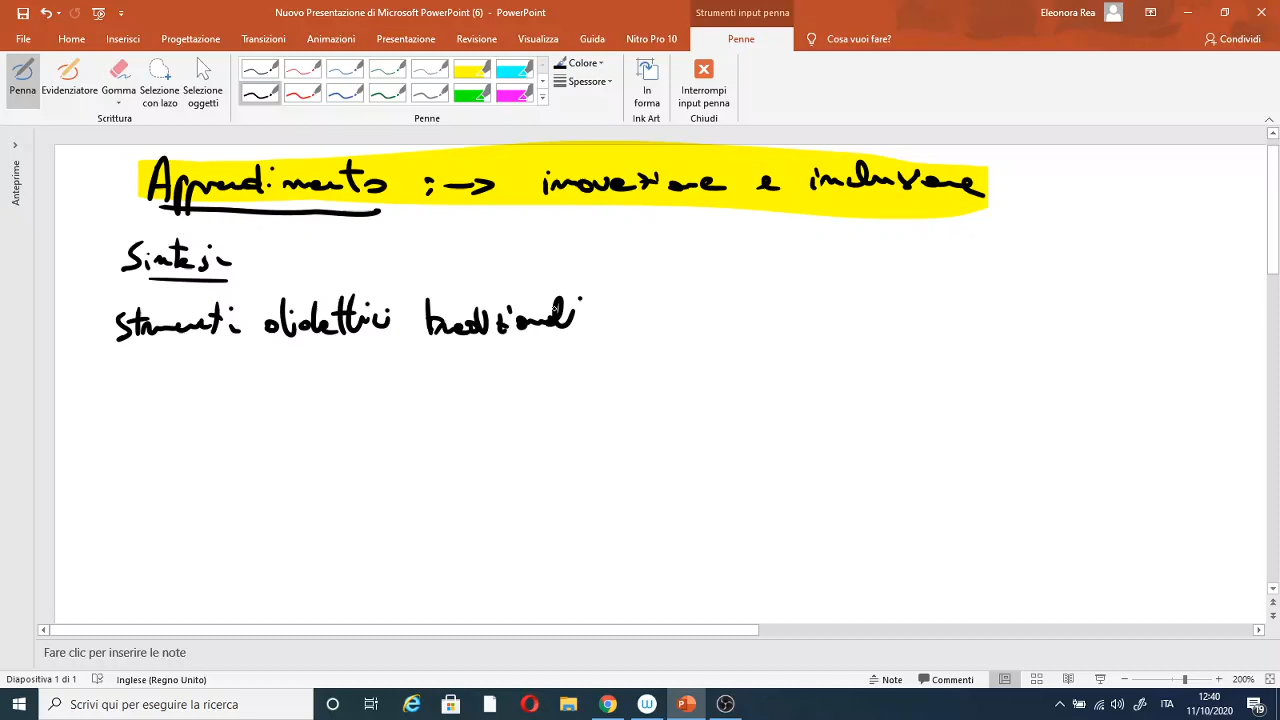 Nuovo Presentazione di Microsoft PowerPoint (6) - PowerPoint
Strumenti input penna
Eleonora Rea
File Home Inserisci Progettazione Transizioni Animazioni Presentazione Revisione Visualizza Guida Nitro Pro 10 Penne Cosa vuoi fare? Condividi
Penna Evidenziatore Gomma Selezione con lazo Selezione oggetti
Colore
Spessore
In forma
Interrompi input penna
Scrittura Penne Ink Art Chiudi
Anteprime
Apprendimento : → innovazione e inclusione
Sintesi
strumenti didattici tradizionali
Fare clic per inserire le note
Diapositiva 1 di 1 Inglese (Regno Unito) Note Commenti 200%
Scrivi qui per eseguire la ricerca
ITA
12:40
11/10/2020
19